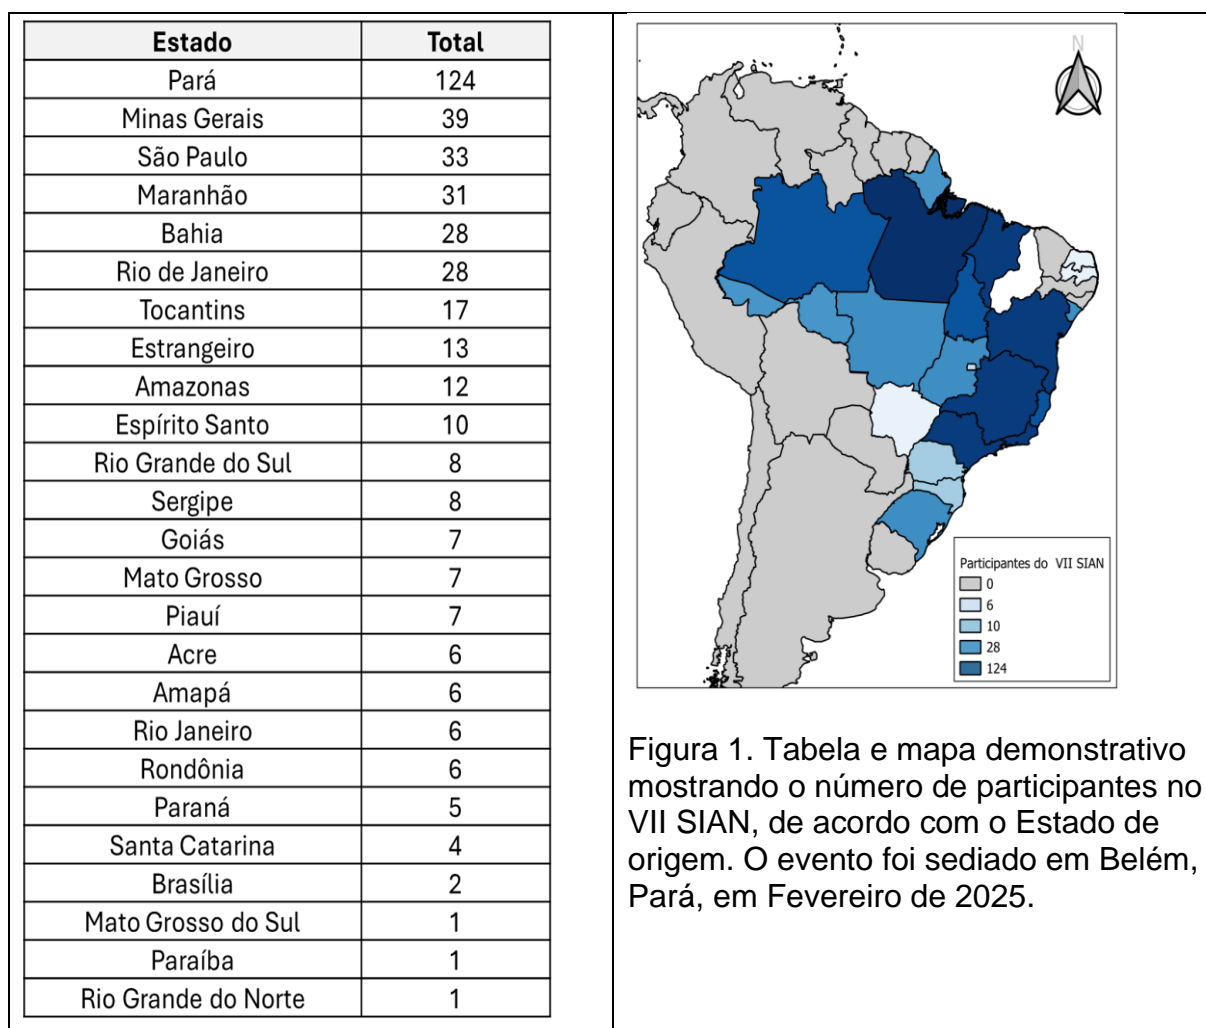 Estado Total
Pará 124
Minas Gerais 39
São Paulo 33
Maranhão 31
Bahia 28
Rio de Janeiro 28
Tocantins 17
Estrangeiro 13
Amazonas 12
Espírito Santo 10
Rio Grande do Sul 8
Sergipe 8
Goiás 7
Mato Grosso 7
Piauí 7
Acre 6
Amapá 6
Rio Janeiro 6
Rondônia 6
Paraná 5
Santa Catarina 4
Brasília 2
Mato Grosso do Sul 1
Paraíba 1
Rio Grande do Norte 1
N
Participantes do VII SIAN
0
6
10
28
124
Figura 1. Tabela e mapa demonstrativo
mostrando o número de participantes no
VII SIAN, de acordo com o Estado de
origem. O evento foi sediado em Belém,
Pará, em Fevereiro de 2025.